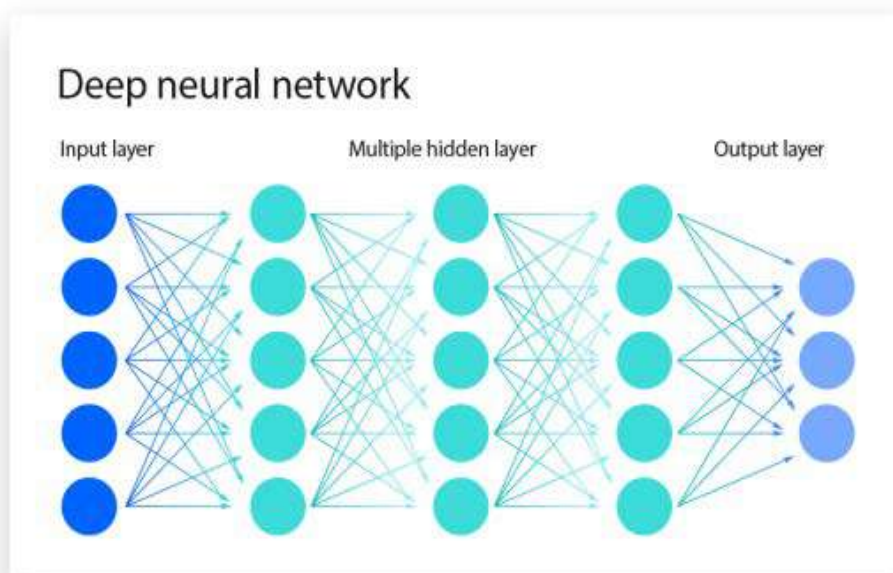 Deep neural network
Input layer
Multiple hidden layer
Output layer